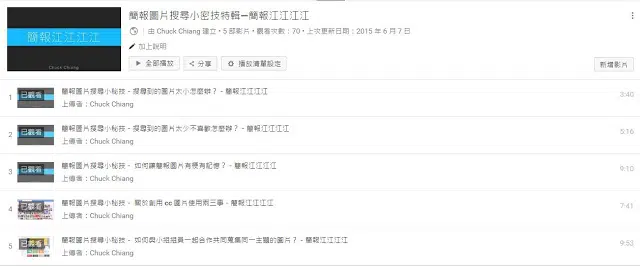 簡報江江江江
Chuck Chiang
簡報圖片搜尋小密技特輯—簡報江江江江
由 Chuck Chiang 建立 • 5 部影片 • 觀看次數：70 • 上次更新日期：2015 年 6 月 7 日
加上說明
全部播放
分享
播放清單設定
新增影片
1
已觀看
簡報圖片搜尋小秘技 - 搜尋到的圖片太小怎麼辦？ - 簡報江江江江
上傳者：Chuck Chiang
3:40
2
已觀看
簡報圖片搜尋小秘技 - 搜尋到的圖片太少不喜歡怎麼辦？ - 簡報江江江江
上傳者：Chuck Chiang
5:16
3
已觀看
簡報圖片搜尋小秘技 - 如何讓簡報圖片有梗有記憶？ - 簡報江江江江
上傳者：Chuck Chiang
9:10
4
已觀看
簡報圖片搜尋小秘技 - 關於創用 cc 圖片使用兩三事 - 簡報江江江江
上傳者：Chuck Chiang
7:41
5
已觀看
簡報圖片搜尋小秘技 - 如何與小組組員一起合作共同蒐集同一主題的圖片？ - 簡報江江江江
上傳者：Chuck Chiang
9:53